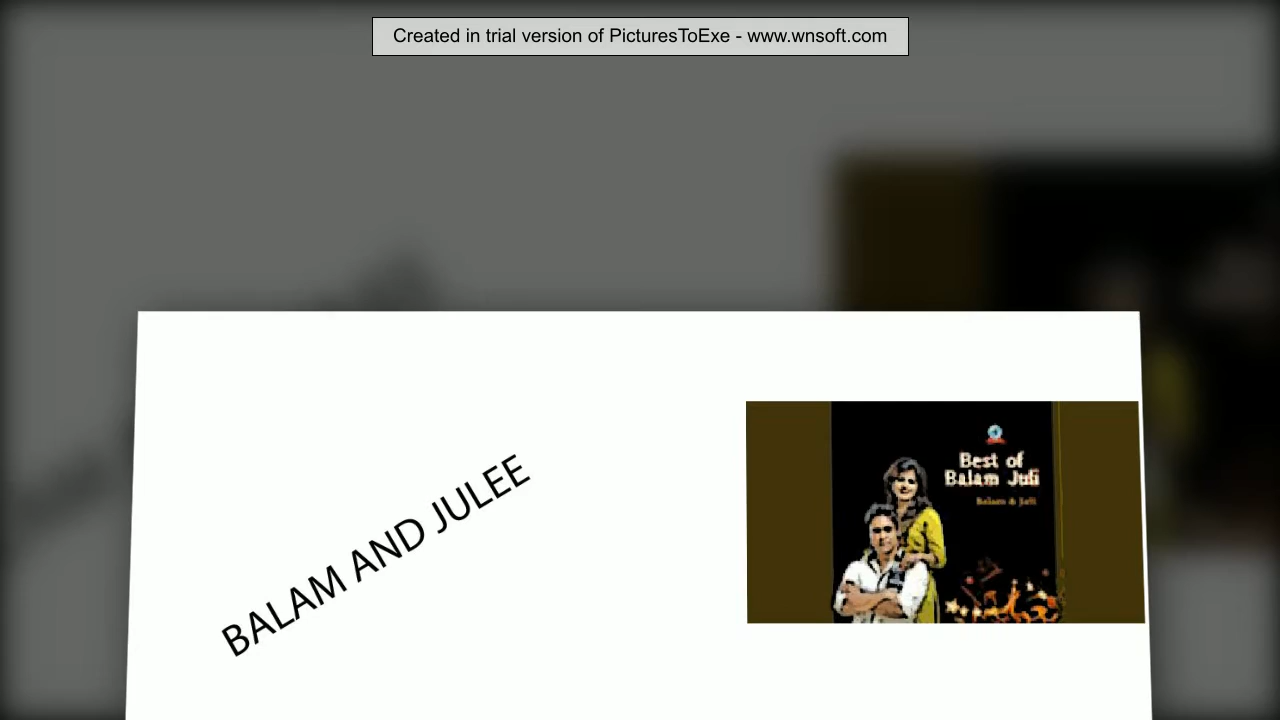 Created in trial version of PicturesToExe - www.wnsoft.com
BALAM AND JULEE
Best of
Balam Juli
Balam & Juli